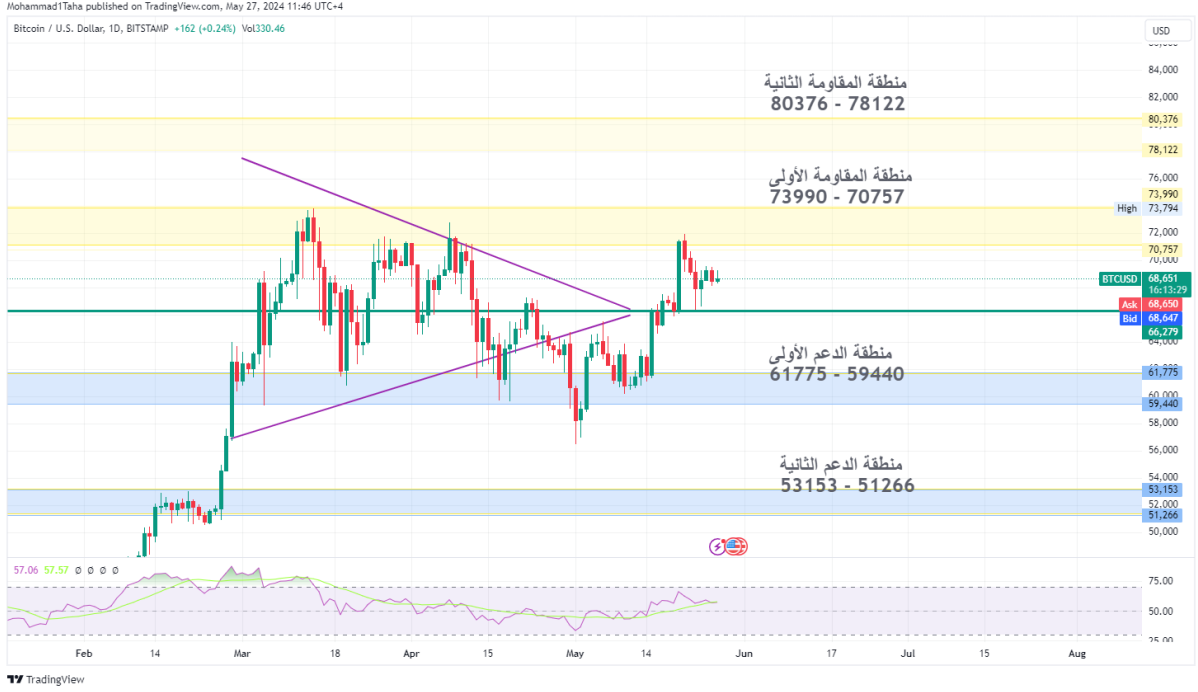 Mohammad1Taha published on TradingView.com, May 27, 2024 11:46 UTC+4
Bitcoin / U.S. Dollar, 1D, BITSTAMP +162 (+0.24%) Vol330.46
USD
84,000
منطقة المقاومة الثانية
82,000
80376 - 78122
80,376
78,122
76,000
منطقة المقاومة الأولى
73990 - 70757
73,990
High 73,794
72,000
70,757
70,000
BTCUSD 68,651
16:13:29
Ask 68,650
Bid 68,647
66,279
64,000
منطقة الدعم الأولى
61775 - 59440
61,775
60,000
59,440
58,000
56,000
منطقة الدعم الثانية
54,000
53153 - 51266
53,153
52,000
51,266
50,000
57.06 57.57 Ø Ø Ø Ø
75.00
50.00
25.00
Feb 14 Mar 18 Apr 15 May 14 Jun 17 Jul 15 Aug
TradingView